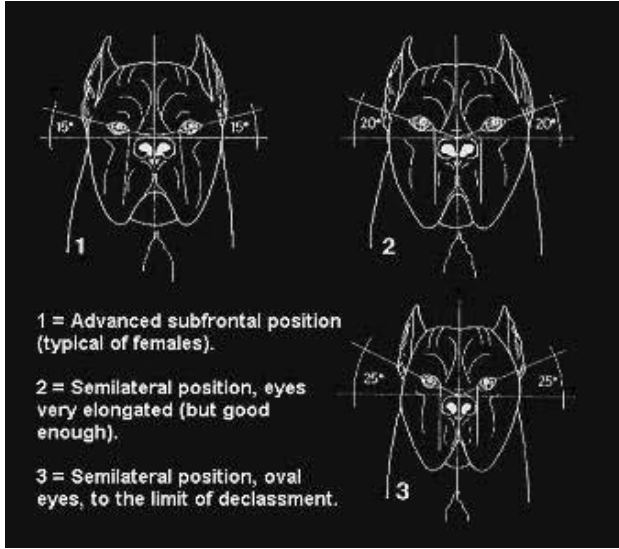 15° 15°
20° 20°
1
2
1 = Advanced subfrontal position
(typical of females).
2 = Semilateral position, eyes
very elongated (but good
enough).
3 = Semilateral position, oval
eyes, to the limit of declassment.
25° 25°
3